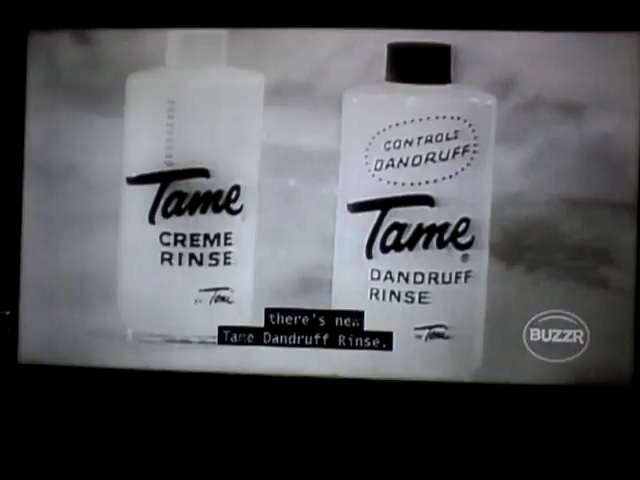 Tame
CREME
RINSE
CONTROLS
DANDRUFF
Tame
DANDRUFF
RINSE
there's new
Tame Dandruff Rinse.
BUZZR